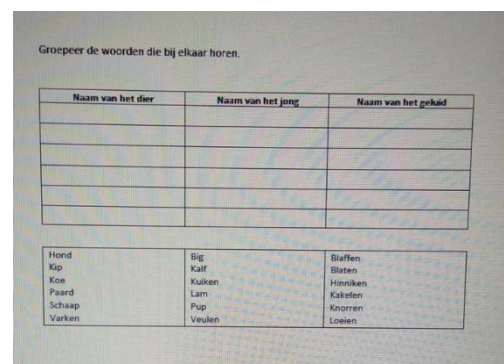 Groepeer de woorden die bij elkaar horen.
Naam van het dier Naam van het jong Naam van het geluid
Hond Big Blaffen
Kip Kalf Blaten
Koe Kuiken Hinniken
Paard Lam Kakelen
Schaap Pup Knorren
Varken Veulen Loeien